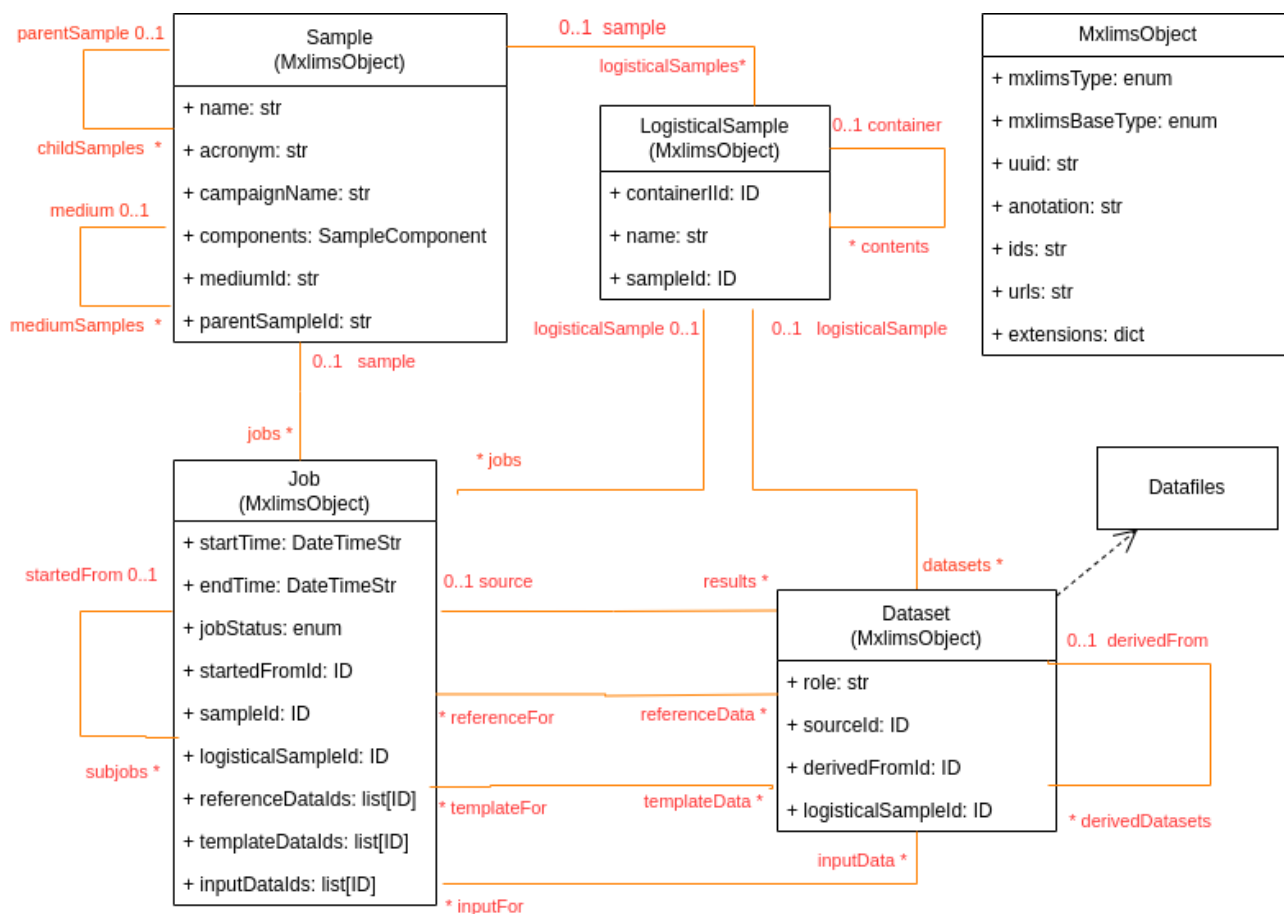 parentSample 0..1
childSamples *
medium 0..1
mediumSamples *
Sample
(MxlimsObject)
+ name: str
+ acronym: str
+ campaignName: str
+ components: SampleComponent
+ mediumId: str
+ parentSampleId: str
0..1 sample
logisticalSamples*
LogisticalSample
(MxlimsObject)
+ containerIId: ID
+ name: str
+ sampleId: ID
0..1 container
* contents
MxlimsObject
+ mxlimsType: enum
+ mxlimsBaseType: enum
+ uuid: str
+ anotation: str
+ ids: str
+ urls: str
+ extensions: dict
logisticalSample 0..1
0..1 logisticalSample
0..1 sample
jobs *
* jobs
Job
(MxlimsObject)
+ startTime: DateTimeStr
+ endTime: DateTimeStr
+ jobStatus: enum
+ startedFromId: ID
+ sampleId: ID
+ logisticalSampleId: ID
+ referenceDataIds: list[ID]
+ templateDataIds: list[ID]
+ inputDataIds: list[ID]
startedFrom 0..1
subjobs *
0..1 source
results *
datasets *
Datafiles
* referenceFor
referenceData *
* templateFor
templateData *
inputData *
* inputFor
Dataset
(MxlimsObject)
+ role: str
+ sourceId: ID
+ derivedFromId: ID
+ logisticalSampleId: ID
0..1 derivedFrom
* derivedDatasets